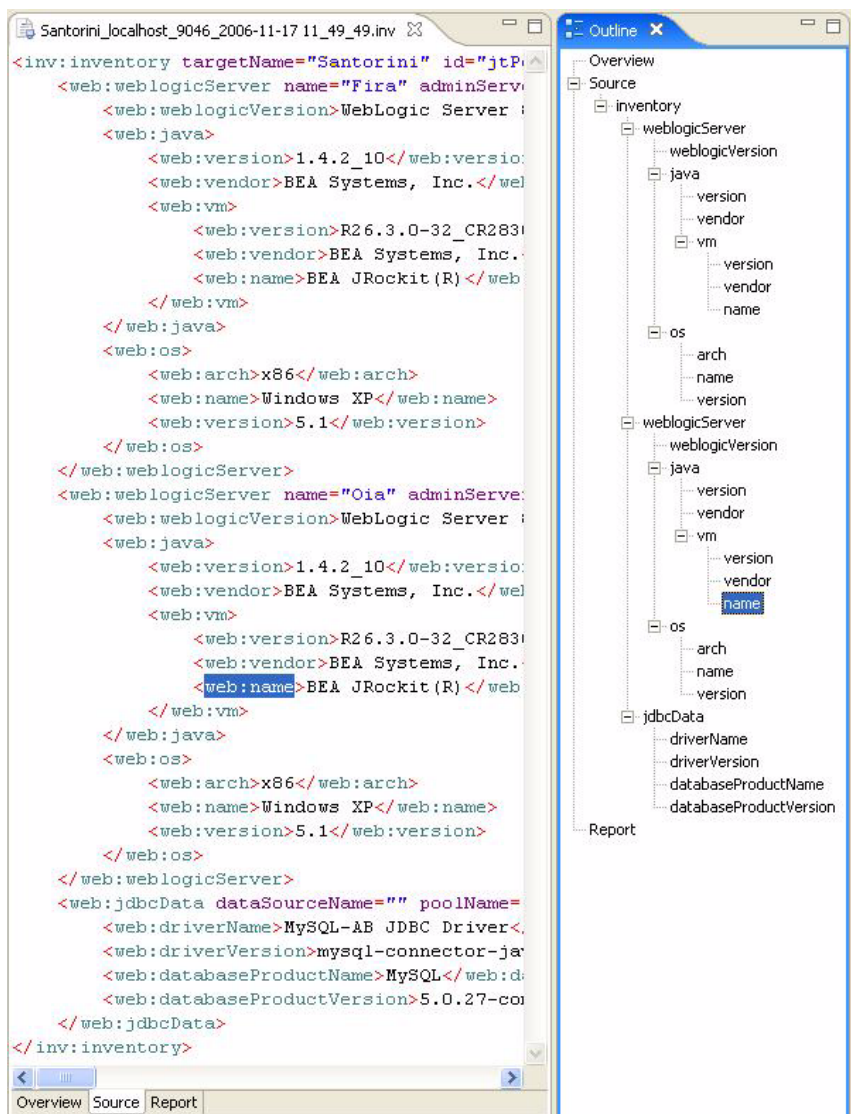 Santorini_localhost_9046_2006-11-17 11_49_49.inv
<inv:inventory targetName="Santorini" id="jtP
<web:weblogicServer name="Fira" adminServ
<web:weblogicVersion>WebLogic Server
<web:java>
<web:version>1.4.2_10</web:versio
<web:vendor>BEA Systems, Inc.</we
<web:vm>
<web:version>R26.3.0-32_CR283
<web:vendor>BEA Systems, Inc.
<web:name>BEA JRockit(R)</web
</web:vm>
</web:java>
<web:os>
<web:arch>x86</web:arch>
<web:name>Windows XP</web:name>
<web:version>5.1</web:version>
</web:os>
</web:weblogicServer>
<web:weblogicServer name="Oia" adminServe
<web:weblogicVersion>WebLogic Server
<web:java>
<web:version>1.4.2_10</web:versio
<web:vendor>BEA Systems, Inc.</we
<web:vm>
<web:version>R26.3.0-32_CR283
<web:vendor>BEA Systems, Inc.
<web:name>BEA JRockit(R)</web
</web:vm>
</web:java>
<web:os>
<web:arch>x86</web:arch>
<web:name>Windows XP</web:name>
<web:version>5.1</web:version>
</web:os>
</web:weblogicServer>
<web:jdbcData dataSourceName="" poolName=
<web:driverName>MySQL-AB JDBC Driver<
<web:driverVersion>mysql-connector-ja
<web:databaseProductName>MySQL</web:d
<web:databaseProductVersion>5.0.27-co
</web:jdbcData>
</inv:inventory>
Overview Source Report
Outline
Overview
Source
inventory
weblogicServer
weblogicVersion
java
version
vendor
vm
version
vendor
name
os
arch
name
version
weblogicServer
weblogicVersion
java
version
vendor
vm
version
vendor
name
os
arch
name
version
jdbcData
driverName
driverVersion
databaseProductName
databaseProductVersion
Report